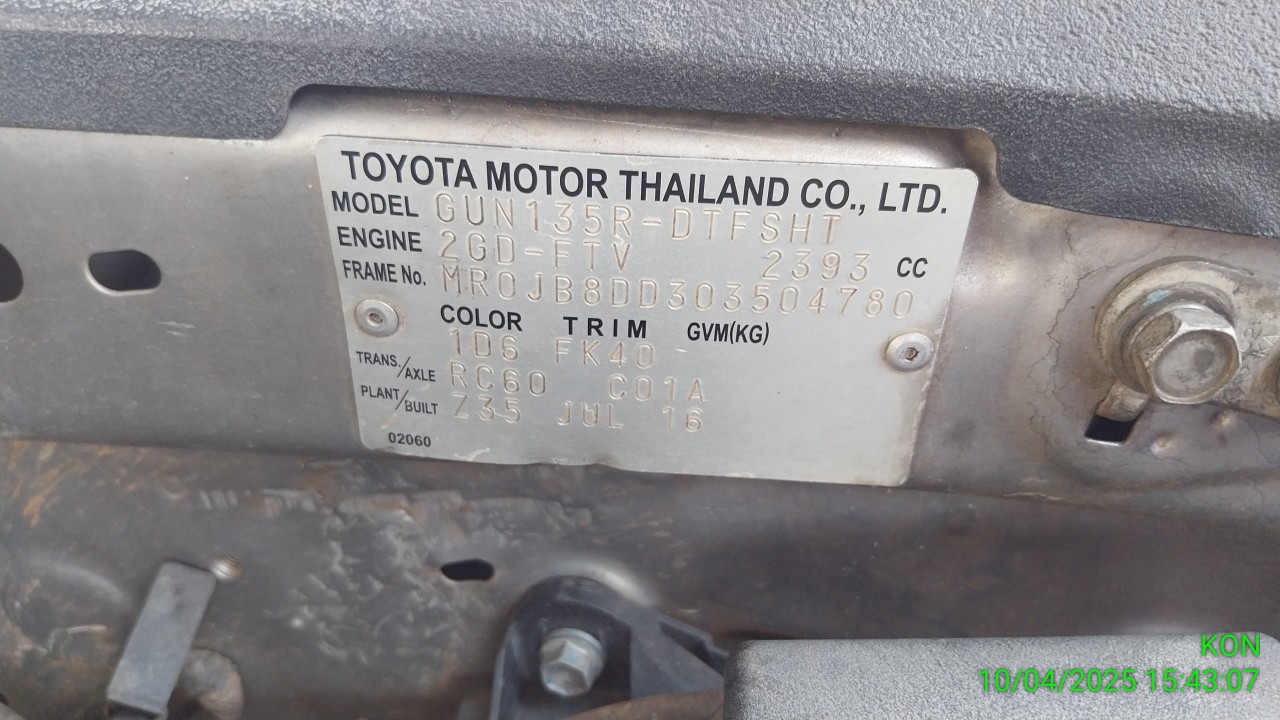 TOYOTA MOTOR THAILAND CO., LTD.
MODEL GUN135R-DTFSHT
ENGINE 2GD-FTV 2393 CC
FRAME No. MR0JB8DD303504780
COLOR TRIM GVM(KG)
1D6 FK40
TRANS./AXLE RC60 C01A
PLANT/BUILT Z35 JUL 16
02060
KON
10/04/2025 15:43:07